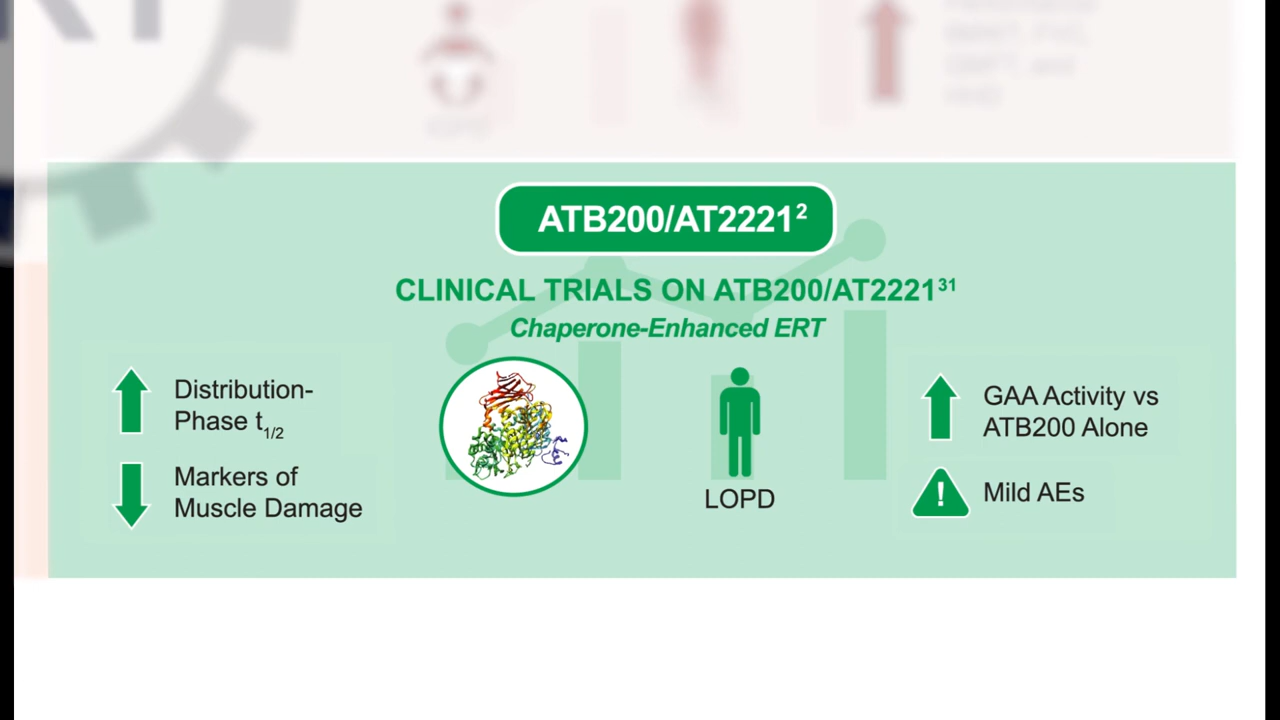 ATB200/AT2221²
CLINICAL TRIALS ON ATB200/AT2221³¹
Chaperone-Enhanced ERT
Distribution-
Phase t1/2
Markers of
Muscle Damage
LOPD
GAA Activity vs
ATB200 Alone
! Mild AEs